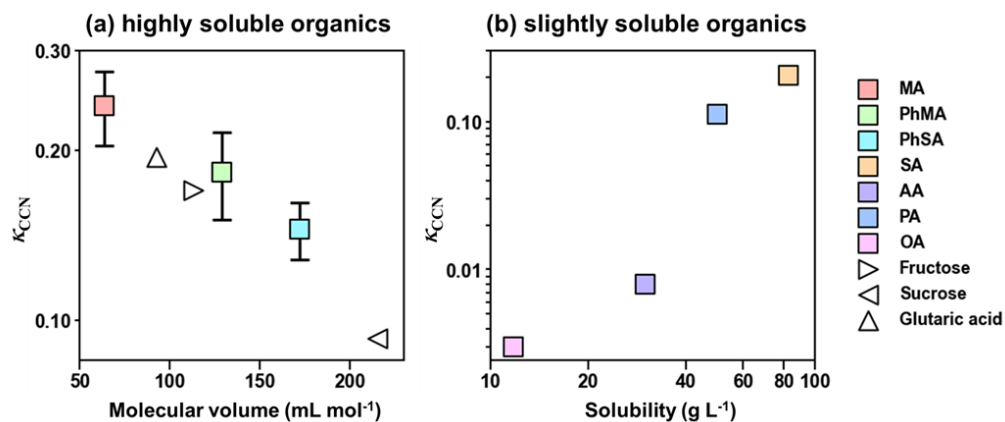 (a) highly soluble organics
0.30
0.20
0.10
κCCN
50
100
150
200
Molecular volume (mL mol-1)
(b) slightly soluble organics
0.10
0.01
κCCN
10
20
40
60
80
100
Solubility (g L-1)
MA
PhMA
PhSA
SA
AA
PA
OA
Fructose
Sucrose
Glutaric acid